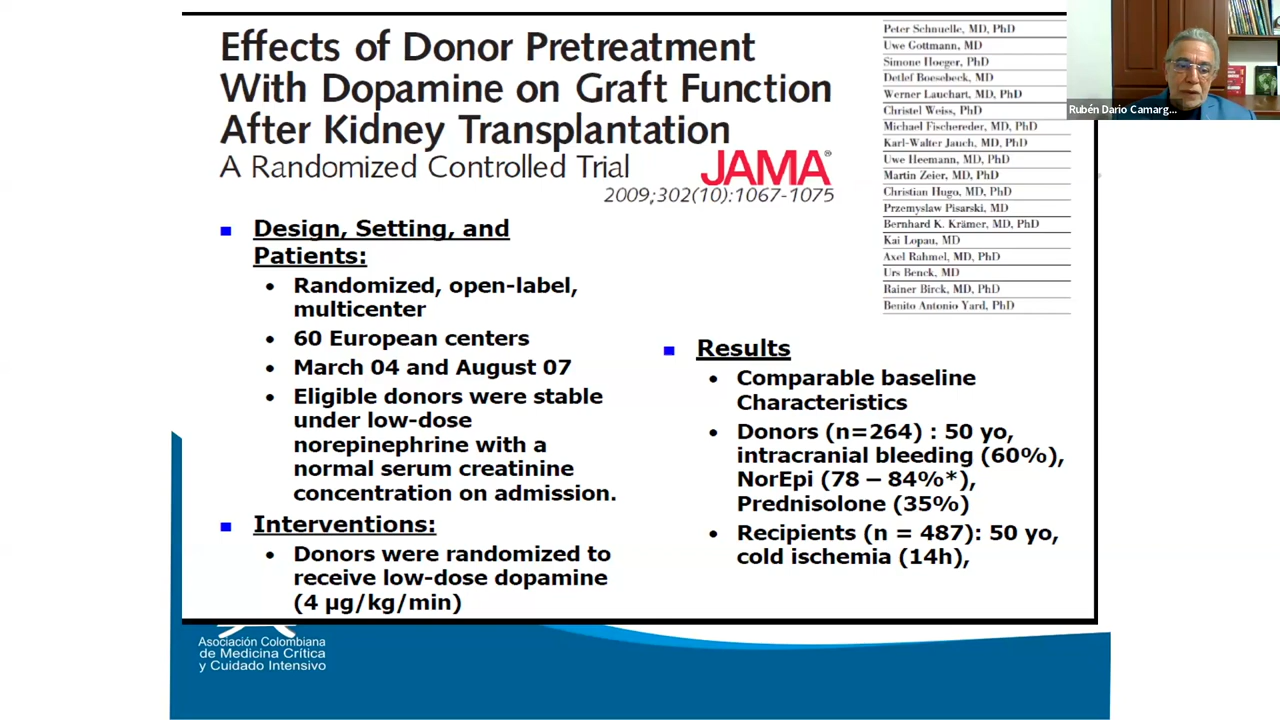 Effects of Donor Pretreatment
With Dopamine on Graft Function
After Kidney Transplantation
A Randomized Controlled Trial
JAMA®
2009;302(10):1067-1075
Peter Schnuelle, MD, PhD
Uwe Gottmann, MD
Simone Hoeger, PhD
Detlef Boesebeck, MD
Werner Lauchart, MD, PhD
Christel Weiss, PhD
Michael Fischereder, MD, PhD
Karl-Walter Jauch, MD, PhD
Uwe Heemann, MD, PhD
Martin Zeier, MD, PhD
Christian Hugo, MD, PhD
Przemyslaw Pisarski, MD
Bernhard K. Krämer, MD, PhD
Kai Lopau, MD
Axel Rahmel, MD, PhD
Urs Benck, MD
Rainer Birck, MD, PhD
Benito Antonio Yard, PhD
Rubén Dario Camarg...
Design, Setting, and
Patients:
• Randomized, open-label,
multicenter
• 60 European centers
• March 04 and August 07
• Eligible donors were stable
under low-dose
norepinephrine with a
normal serum creatinine
concentration on admission.
Interventions:
• Donors were randomized to
receive low-dose dopamine
(4 µg/kg/min)
Results
• Comparable baseline
Characteristics
• Donors (n=264) : 50 yo,
intracranial bleeding (60%),
NorEpi (78 – 84%*),
Prednisolone (35%)
• Recipients (n = 487): 50 yo,
cold ischemia (14h),
Asociación Colombiana
de Medicina Crítica
y Cuidado Intensivo